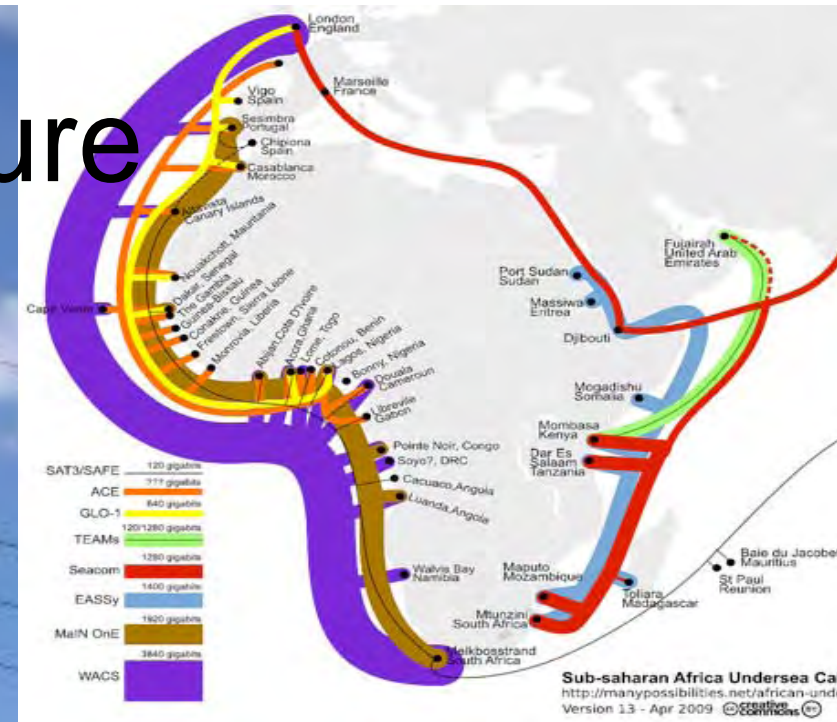 ure
London
England
Marseille
France
Vigo
Spain
Sesimbra
Portugal
Chipiona
Spain
Casablanca
Morocco
Altavista
Canary Islands
Nouakchott, Mauritania
Dakar, Senegal
The Gambia
Guinea-Bissau
Conakrie, Guinea
Freetown, Sierra Leone
Monrovia, Liberia
Cape Verde
Abijan,Cote D'Ivoire
Accra,Ghana
Lome, Togo
Cotonou, Benin
Lagos, Nigeria
Bonny, Nigeria
Douala
Cameroun
Libreville
Gabon
Pointe Noir, Congo
Soyo?, DRC
Cacuaco,Angola
Luanda,Angola
Walvis Bay
Namibia
Melkbosstrand
South Africa
Port Sudan
Sudan
Massiwa
Eritrea
Djibouti
Fujairah
United Arab
Emirates
Mogadishu
Somalia
Mombasa
Kenya
Dar Es
Salaam
Tanzania
Maputo
Mozambique
Mtunzini
South Africa
Toliara
Madagascar
Baie du Jacobe
Mauritius
St Paul
Reunion
SAT3/SAFE 120 gigabits
ACE ??? gigabits
GLO-1 640 gigabits
TEAMs 120/1280 gigabits
Seacom 1280 gigabits
EASSy 1400 gigabits
MaIN OnE 1920 gigabits
WACS 3840 gigabits
Sub-saharan Africa Undersea Ca
http://manypossibilities.net/african-und
Version 13 - Apr 2009 creative commons